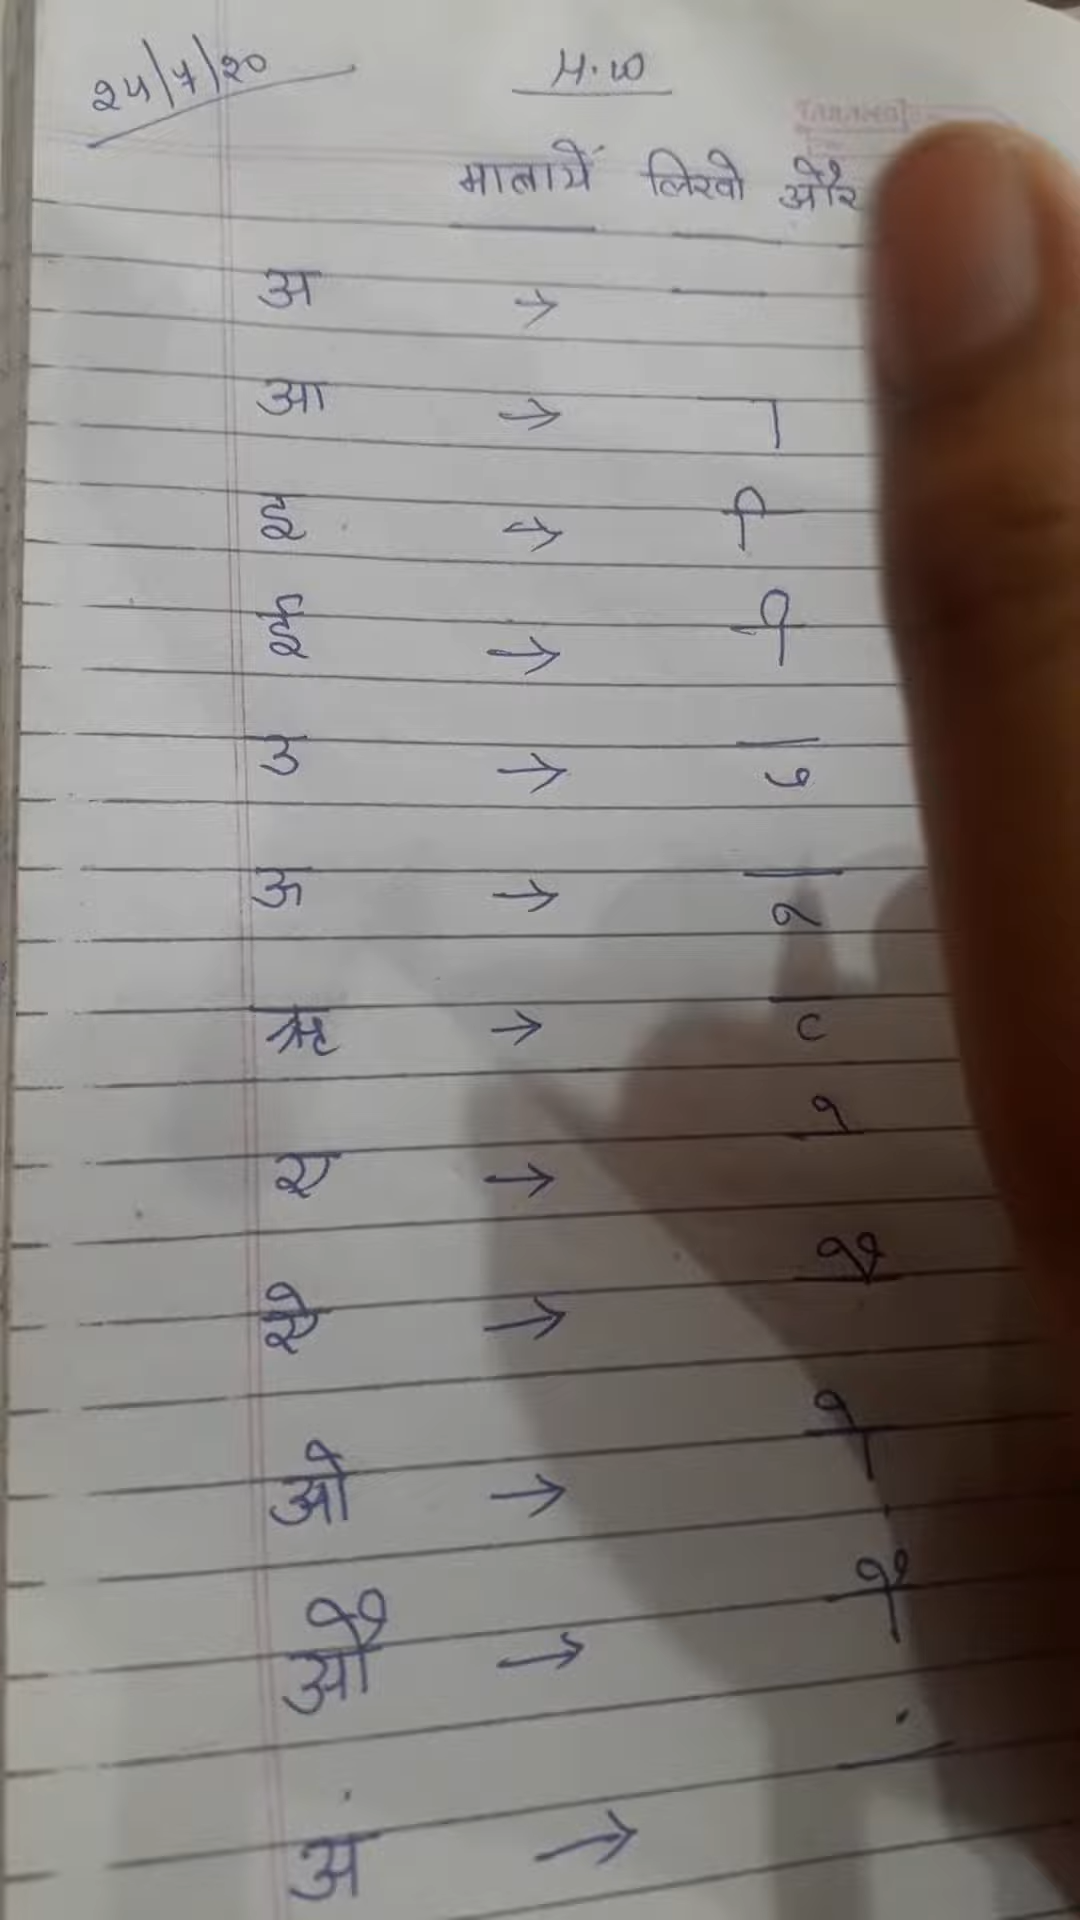 24/7/20
H.W
मात्रायें लिखो और
अ →
आ → ा
इ → ि
ई → ी
उ → ु
ऊ → ू
ऋ → ृ
ए → े
ऐ → ै
ओ → ो
औ → ौ
अं → ं